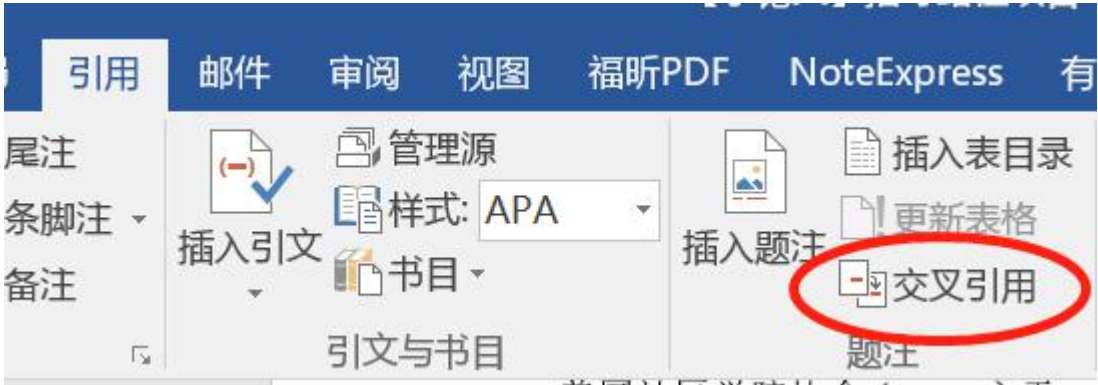 引用 邮件 审阅 视图 福昕PDF NoteExpress 有
尾注 管理源 插入表目录
条脚注 样式: APA 更新表格
插入引文 插入题注
备注 书目 交叉引用
引文与书目 题注